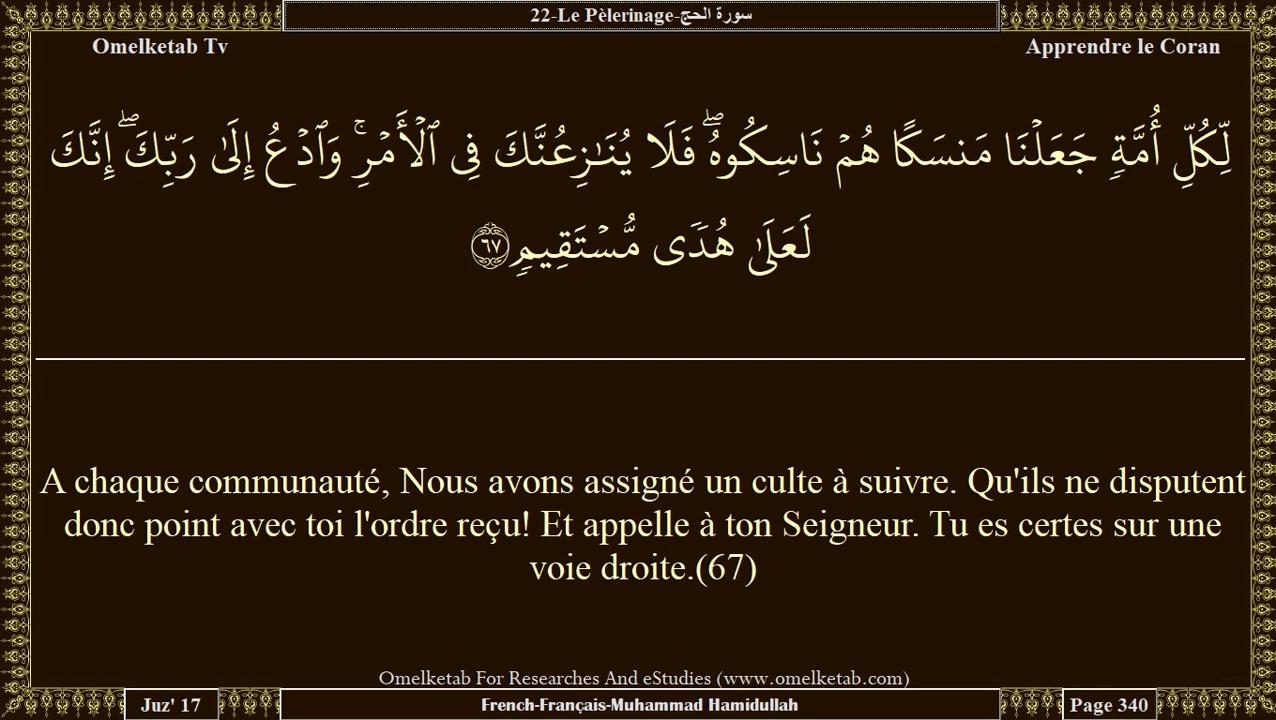 22-Le Pèlerinage-سورة الحج
Omelketab Tv
Apprendre le Coran
لِّكُلِّ أُمَّةٍ جَعَلْنَا مَنسَكًا هُمْ نَاسِكُوهُ ۖ فَلَا يُنَٰزِعُنَّكَ فِى ٱلْأَمْرِ ۚ وَٱدْعُ إِلَىٰ رَبِّكَ ۖ إِنَّكَ
لَعَلَىٰ هُدًى مُّسْتَقِيمٍ ٦٧
A chaque communauté, Nous avons assigné un culte à suivre. Qu'ils ne disputent
donc point avec toi l'ordre reçu! Et appelle à ton Seigneur. Tu es certes sur une
voie droite.(67)
Omelketab For Researches And eStudies (www.omelketab.com)
Juz' 17
French-Français-Muhammad Hamidullah
Page 340